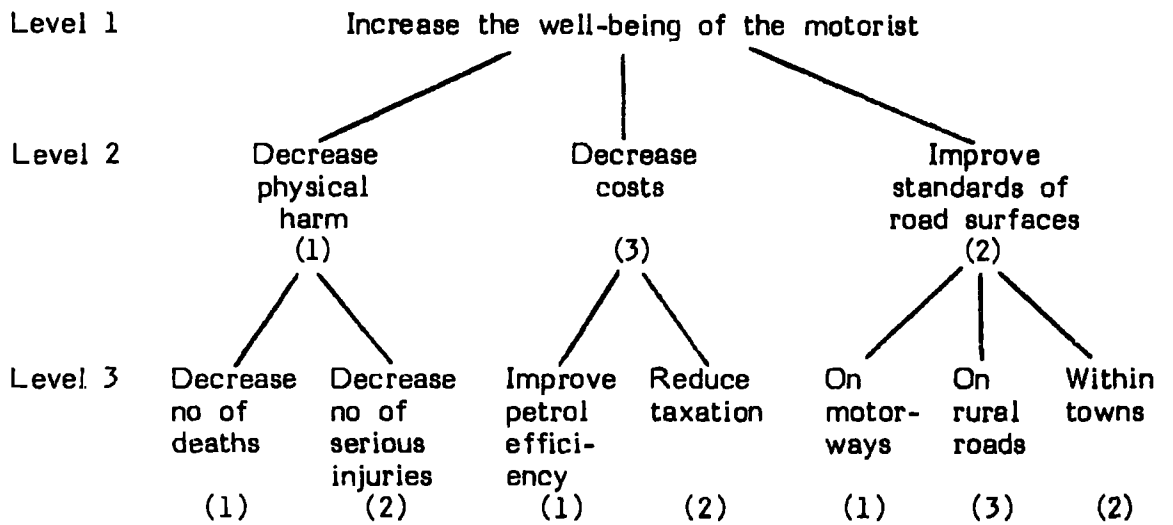 Level 1 Increase the well-being of the motorist
Level 2 Decrease Decrease Improve
physical costs standards of
harm road surfaces
(1) (3) (2)
Level 3 Decrease Decrease Improve Reduce On On Within
no of no of petrol taxation motor- rural towns
deaths serious effici- ways roads
injuries ency
(1) (2) (1) (2) (1) (3) (2)